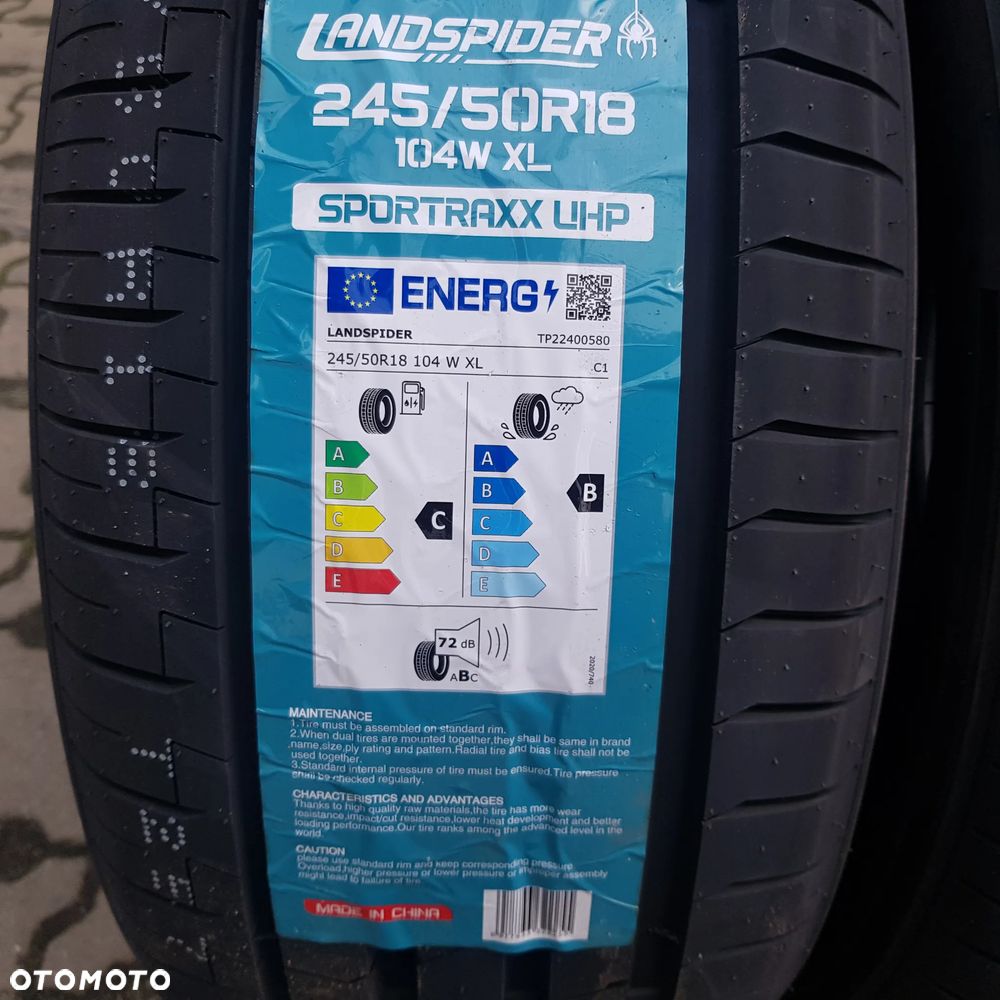 LANDSPIDER
245/50R18
104W XL
SPORTRAXX UHP
ENERG
LANDSPIDER
TP22400580
245/50R18 104 W XL
C1
A
B
C
D
E
C
A
B
C
D
E
B
72 dB
ABC
2020/740
MAINTENANCE
1.Tire must be assembled on standard rim.
2.When dual tires are mounted together,they shall be same in brand
,name,size,ply rating and pattern.Radial tire and bias tire shall not be
used together.
3.Standard internal pressure of tire must be ensured.Tire pressure
shall be checked regularly.
CHARACTERISTICS AND ADVANTAGES
Thanks to high quality raw materials,the tire has more wear
resistance,impact/cut resistance,lower heat development and better
loading performance.Our tire ranks among the advanced level in the
world.
CAUTION
please use standard rim and keep corresponding pressure.
Overload,higher pressure or lower pressure or improper assembly
might lead to failure of tire.
MADE IN CHINA
OTOMOTO